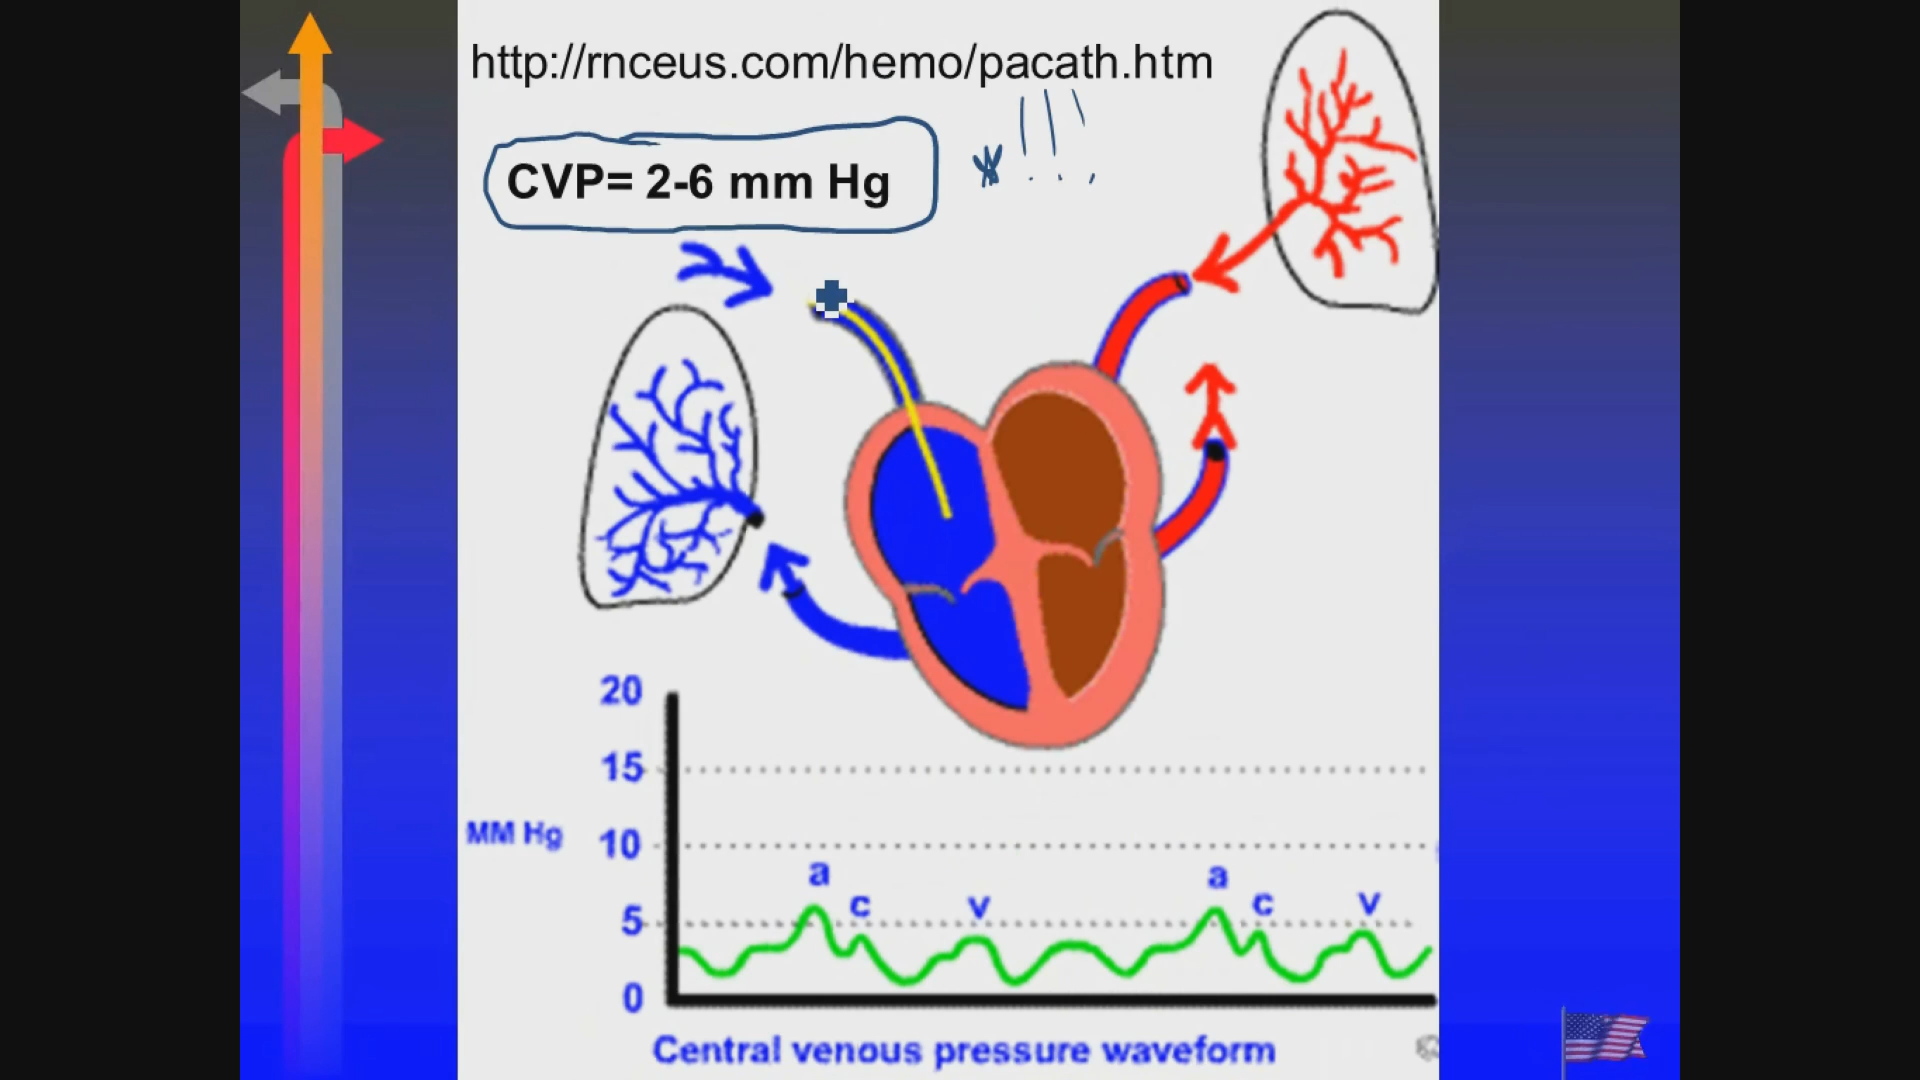 http://rnceus.com/hemo/pacath.htm
CVP= 2-6 mm Hg * !!!
20
15
MM Hg 10
a a
c v c v
5
0
Central venous pressure waveform